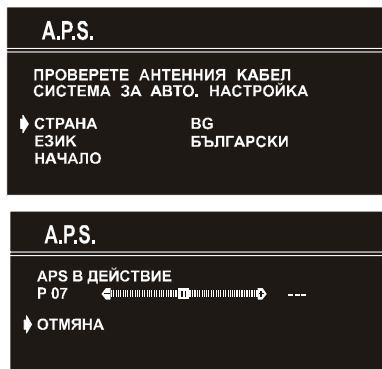 A.P.S.
ПРОВЕРЕТЕ АНТЕННИЯ КАБЕЛ
СИСТЕМА ЗА АВТО. НАСТРОЙКА
СТРАНА BG
ЕЗИК БЪЛГАРСКИ
НАЧАЛО
A.P.S.
APS В ДЕЙСТВИЕ
P 07 ---
ОТМЯНА